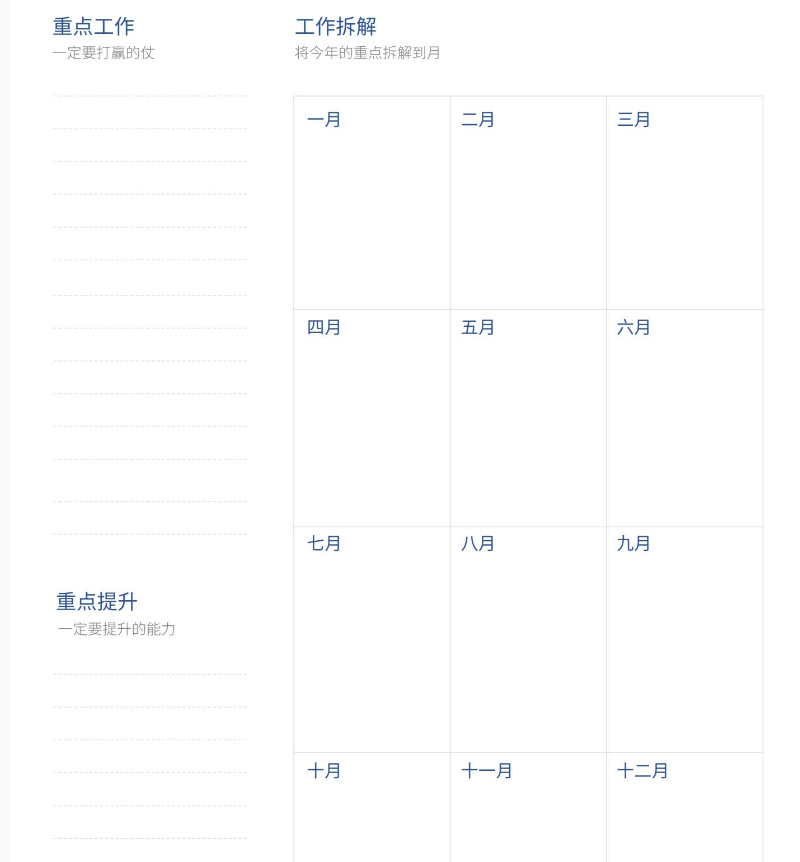 重点工作
一定要打赢的仗
工作拆解
将今年的重点拆解到月
一月
二月
三月
四月
五月
六月
七月
八月
九月
重点提升
一定要提升的能力
十月
十一月
十二月